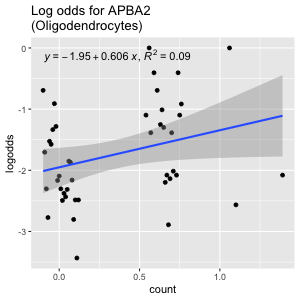 Log odds for APBA2
(Oligodendrocytes)
y = −1.95 + 0.606 x, R² = 0.09
0
-1
-2
-3
logodds
0.0 0.5 1.0
count